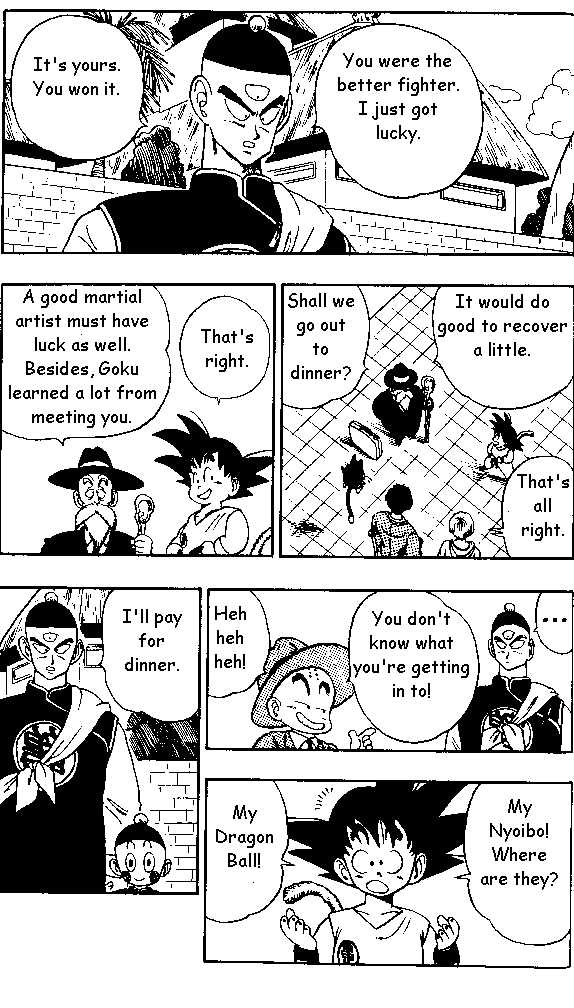 It's yours.
You won it.
You were the
better fighter.
I just got
lucky.
A good martial
artist must have
luck as well.
Besides, Goku
learned a lot from
meeting you.
That's
right.
Shall we
go out
to
dinner?
It would do
good to recover
a little.
That's
all
right.
I'll pay
for
dinner.
Heh
heh
heh!
You don't
know what
you're getting
in to!
...
My
Dragon
Ball!
My
Nyoibo!
Where
are they?